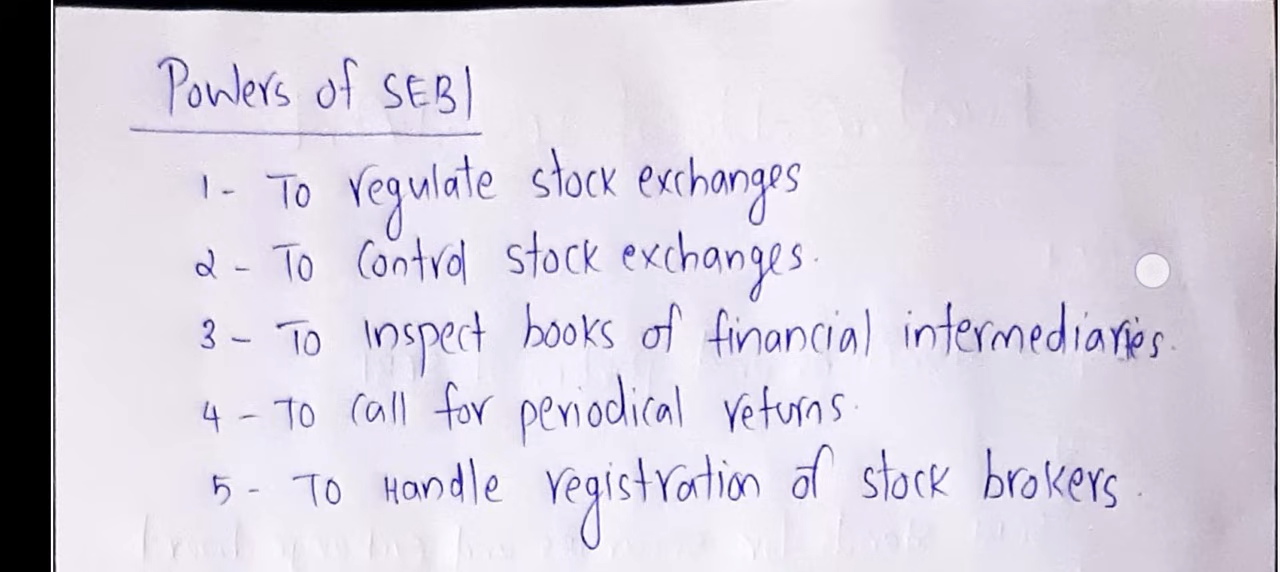 Powers of SEBI
1- To regulate stock exchanges
2 - To Control stock exchanges.
3 - To Inspect books of financial intermediaries.
4 - To call for periodical returns.
5 - To Handle registration of stock brokers.